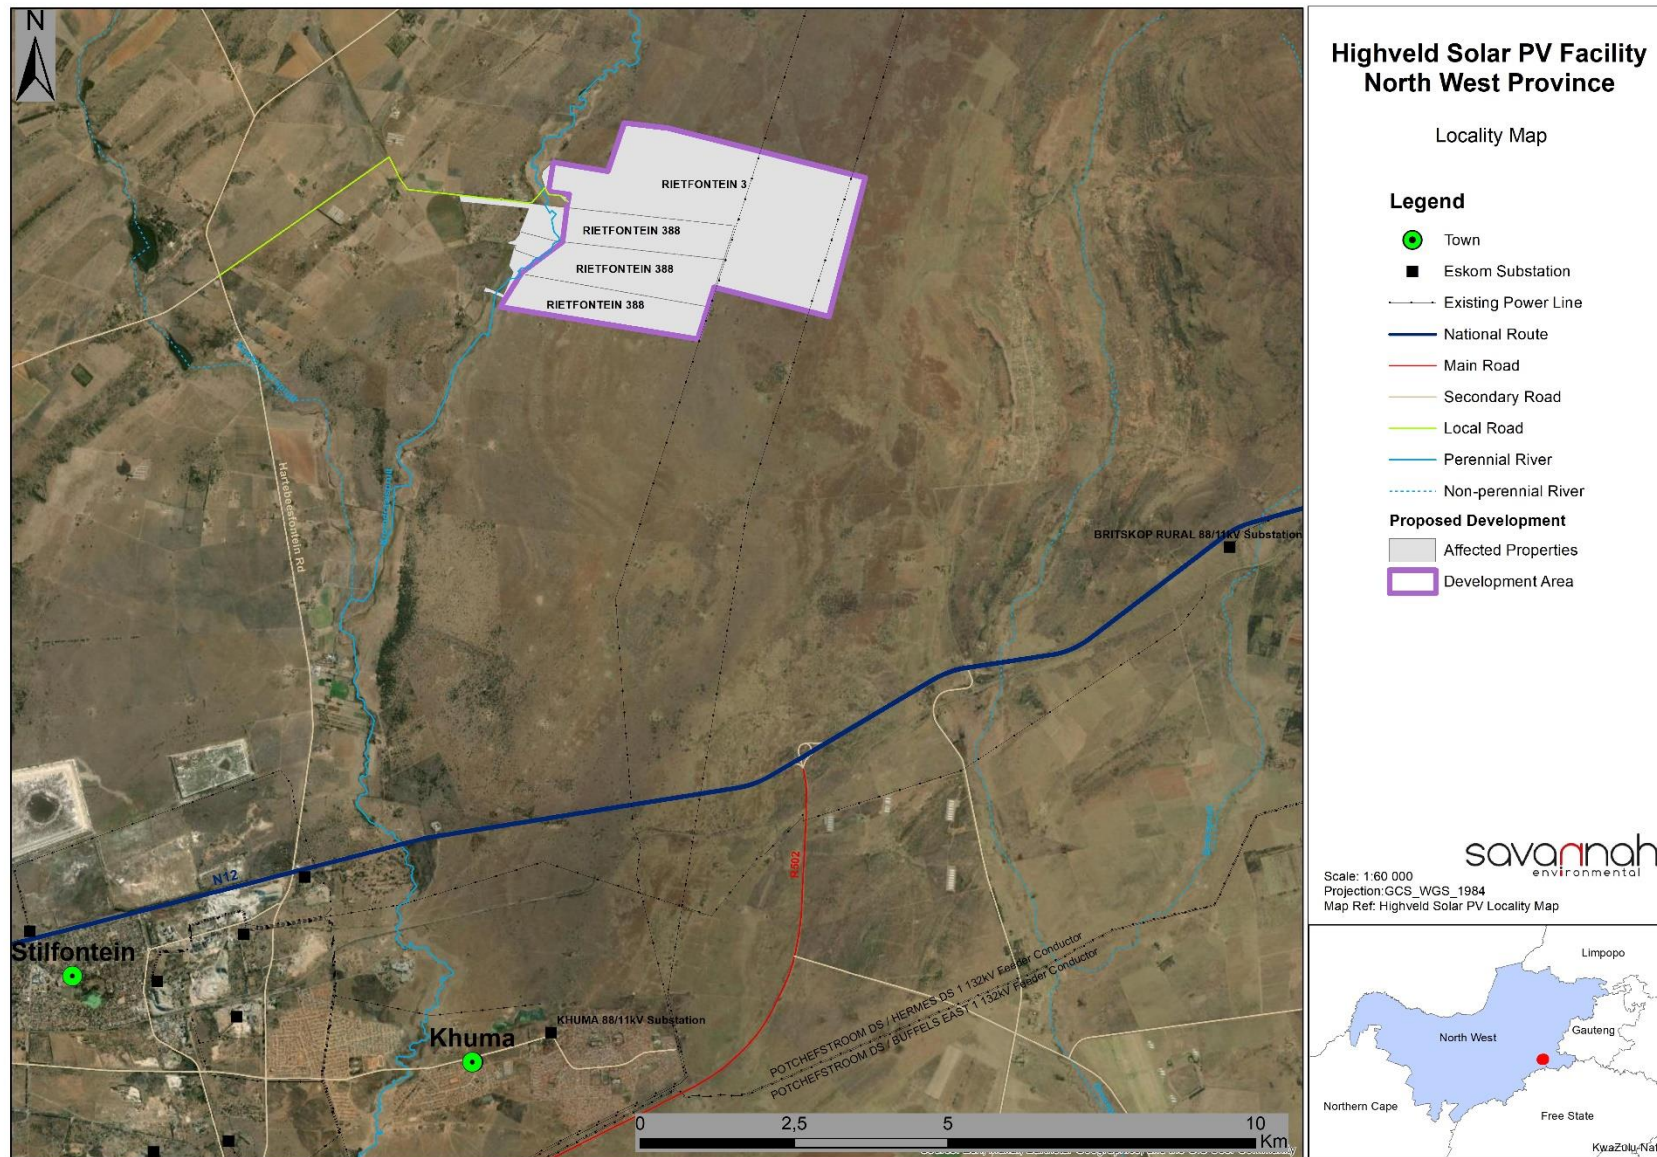 N
RIETFONTEIN 3
RIETFONTEIN 388
RIETFONTEIN 388
RIETFONTEIN 388
Hartebeesfontein Rd
BRITSKOP RURAL 88/11kV Substation
N12
R502
Stilfontein
Khuma
KHUMA 88/11kV Substation
POTCHEFSTROOM DS / HERMES DS 1 132kV Feeder Conductor
POTCHEFSTROOM DS / BUFFELS EAST 1 132kV Feeder Conductor
0 2,5 5 10
Km
Highveld Solar PV Facility
North West Province
Locality Map
Legend
Town
Eskom Substation
Existing Power Line
National Route
Main Road
Secondary Road
Local Road
Perennial River
Non-perennial River
Proposed Development
Affected Properties
Development Area
savannah
environmental
Scale: 1:60 000
Projection:GCS_WGS_1984
Map Ref: Highveld Solar PV Locality Map
Limpopo
North West
Gauteng
Northern Cape
Free State
KwaZulu-Nat